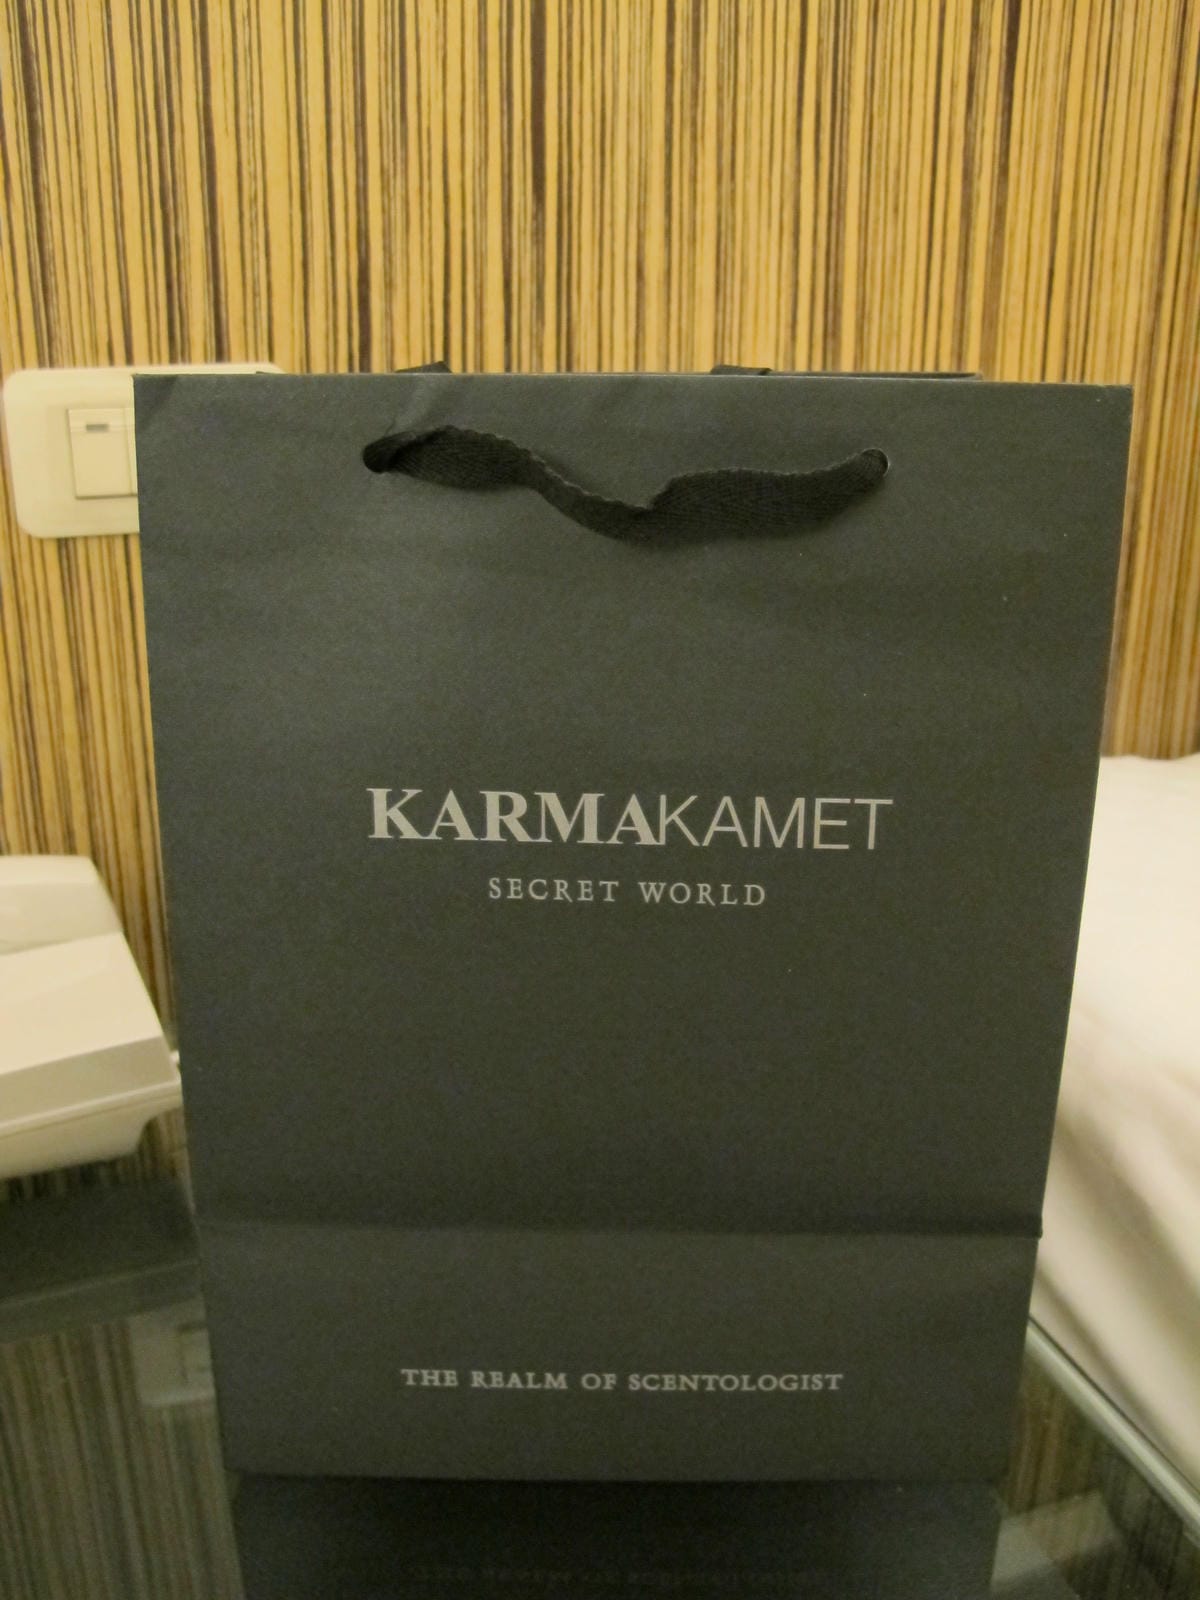 KARMAKAMET
SECRET WORLD
THE REALM OF SCENTOLOGIST